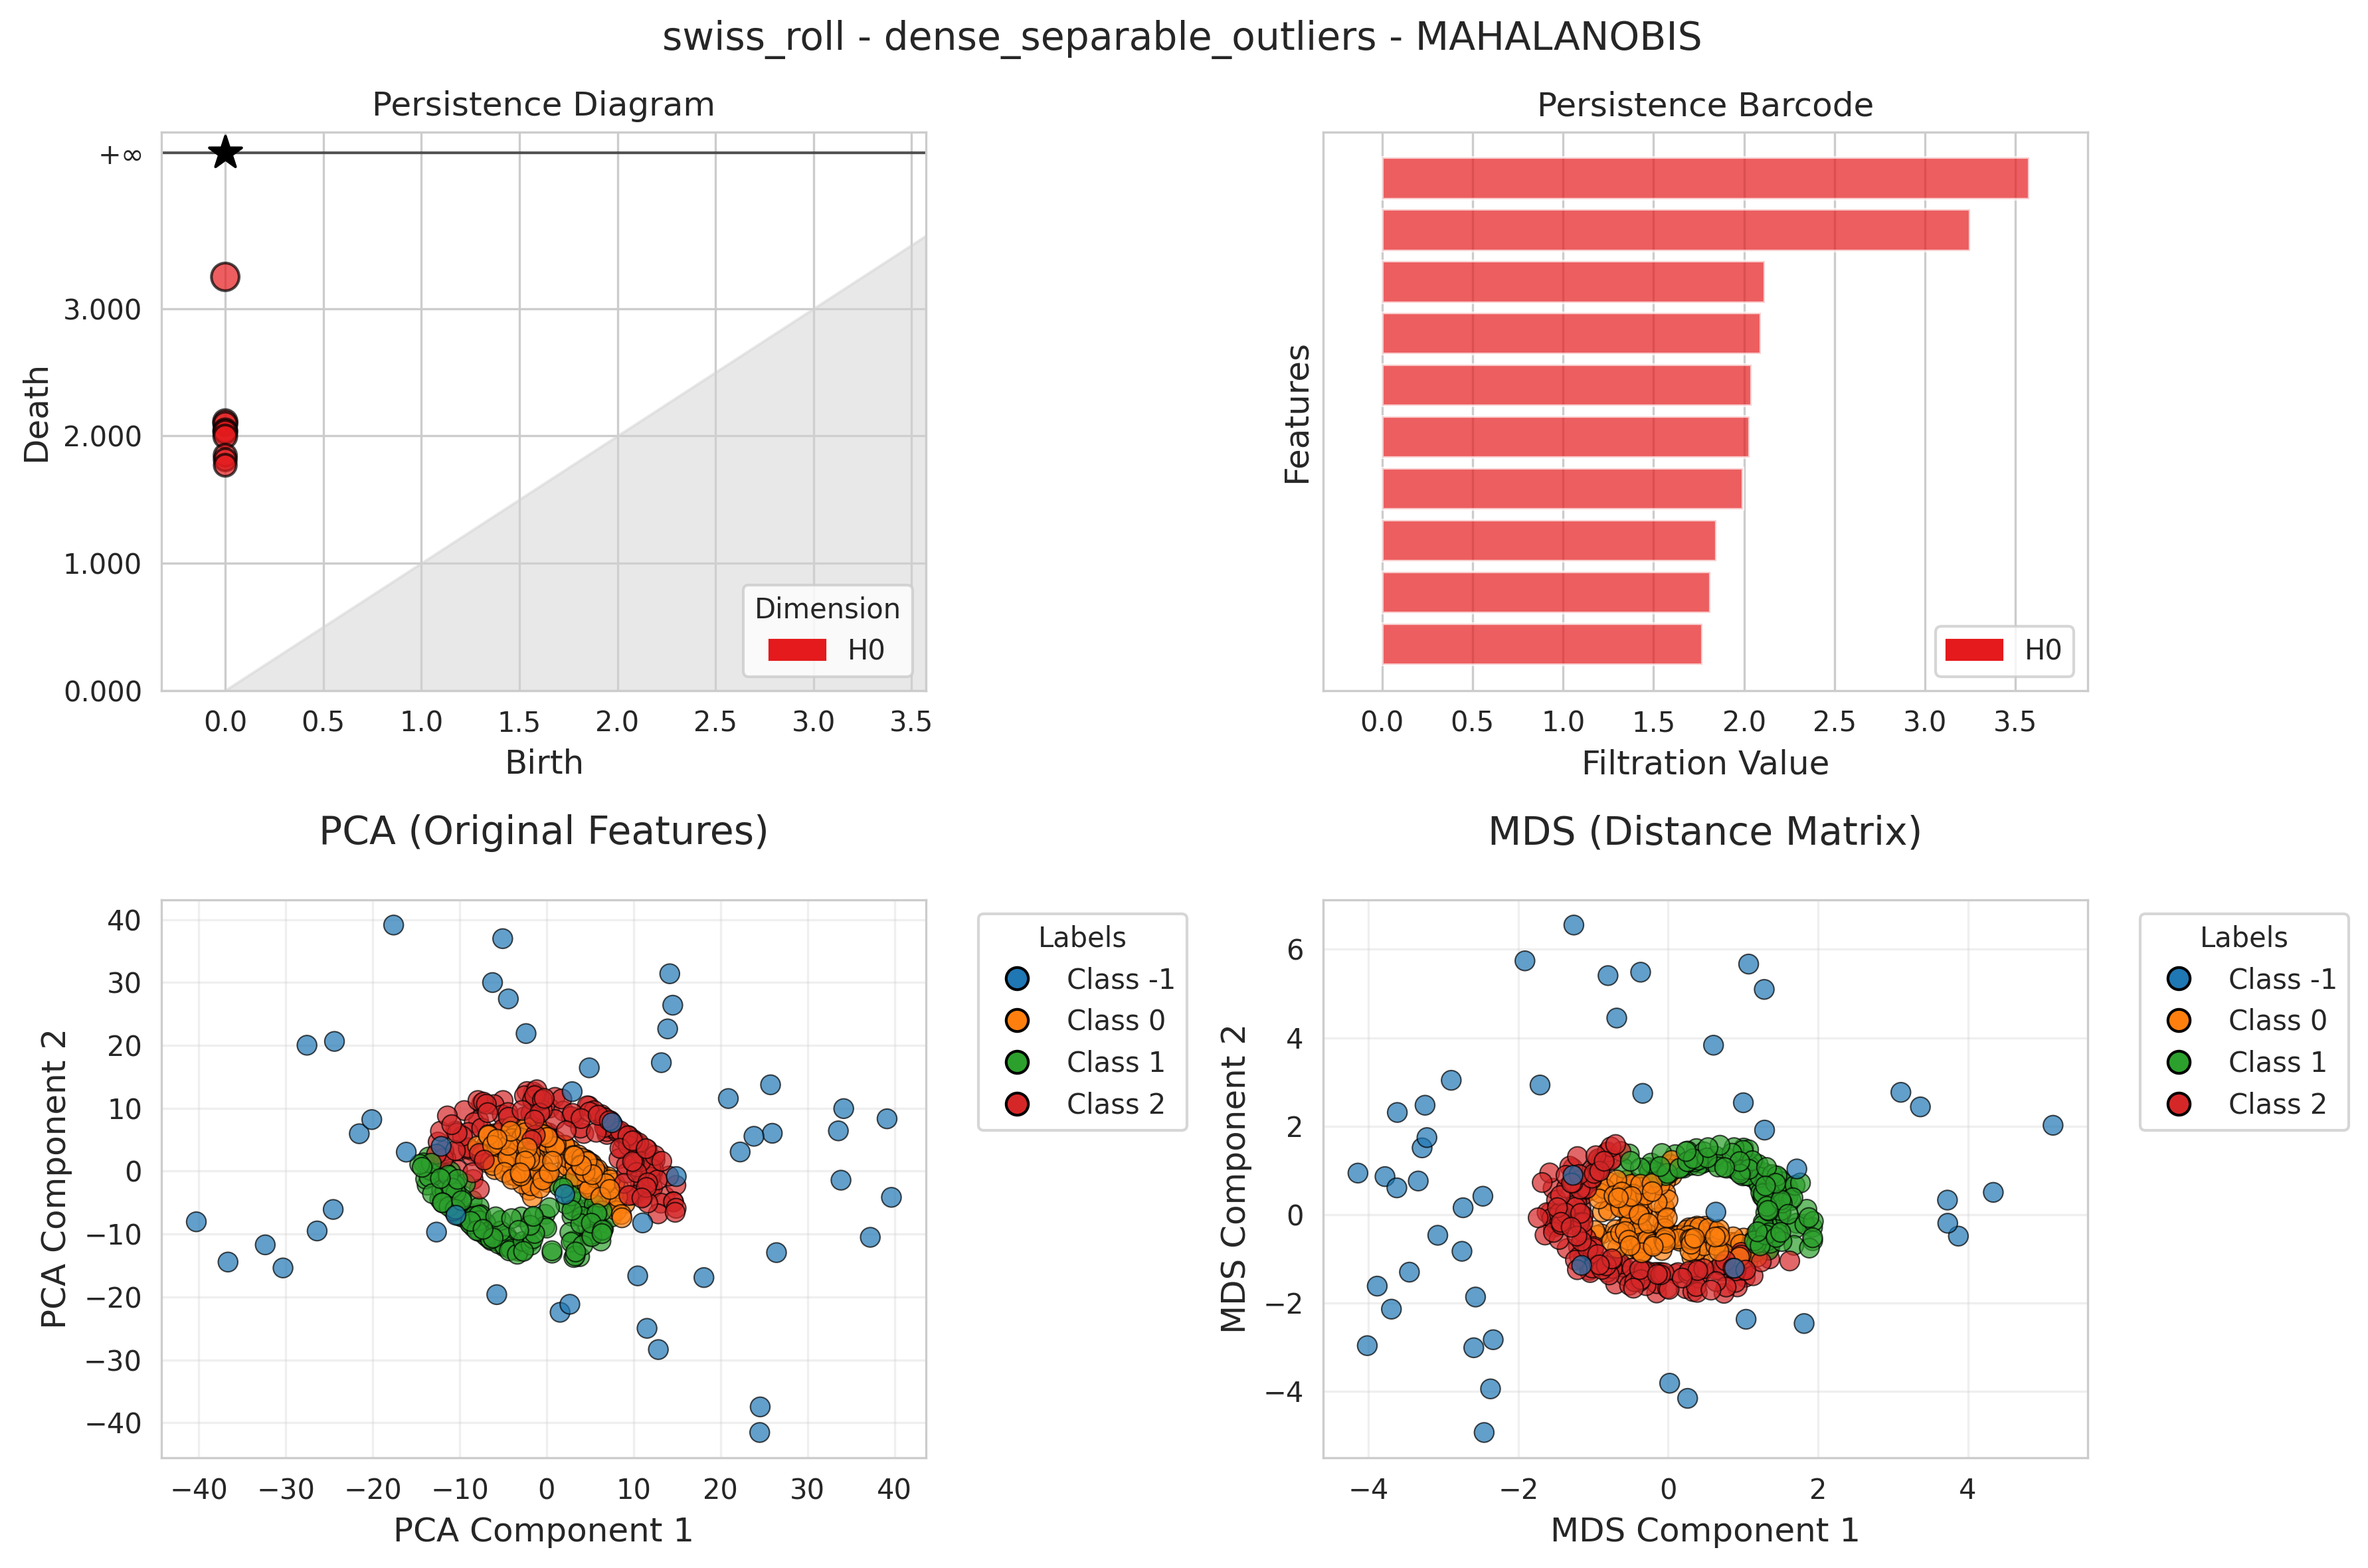 swiss_roll - dense_separable_outliers - MAHALANOBIS
Persistence Diagram
+∞
3.000
2.000
1.000
0.000
Death
0.0 0.5 1.0 1.5 2.0 2.5 3.0 3.5
Birth
Dimension
H0
Persistence Barcode
Features
0.0 0.5 1.0 1.5 2.0 2.5 3.0 3.5
Filtration Value
H0
PCA (Original Features)
40
30
20
10
0
−10
−20
−30
−40
PCA Component 2
−40 −30 −20 −10 0 10 20 30 40
PCA Component 1
Labels
Class -1
Class 0
Class 1
Class 2
MDS (Distance Matrix)
6
4
2
0
−2
−4
MDS Component 2
−4 −2 0 2 4
MDS Component 1
Labels
Class -1
Class 0
Class 1
Class 2